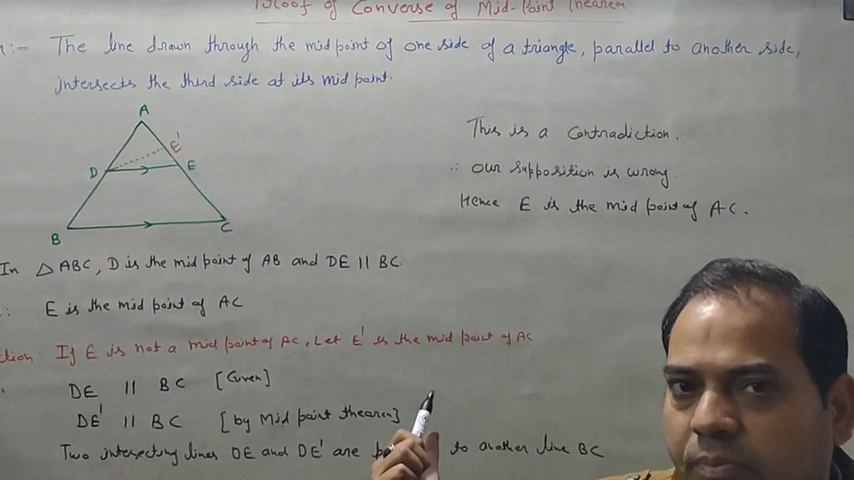 Proof of Converse of Mid-Point Theorem
The line drawn through the mid point of one side of a triangle, parallel to another side,
intersects the third side at its mid point.
A
E'
D
E
B
C
This is a Contradiction.
∴ our supposition is wrong.
Hence E is the mid point of AC.
In △ ABC, D is the mid point of AB and DE || BC.
: E is the mid point of AC
ction: If E is not a mid point of AC, Let E' is the mid point of AC
DE || BC [Given]
DE' || BC [by Mid point theorem]
Two intersecting lines DE and DE' are to another line BC